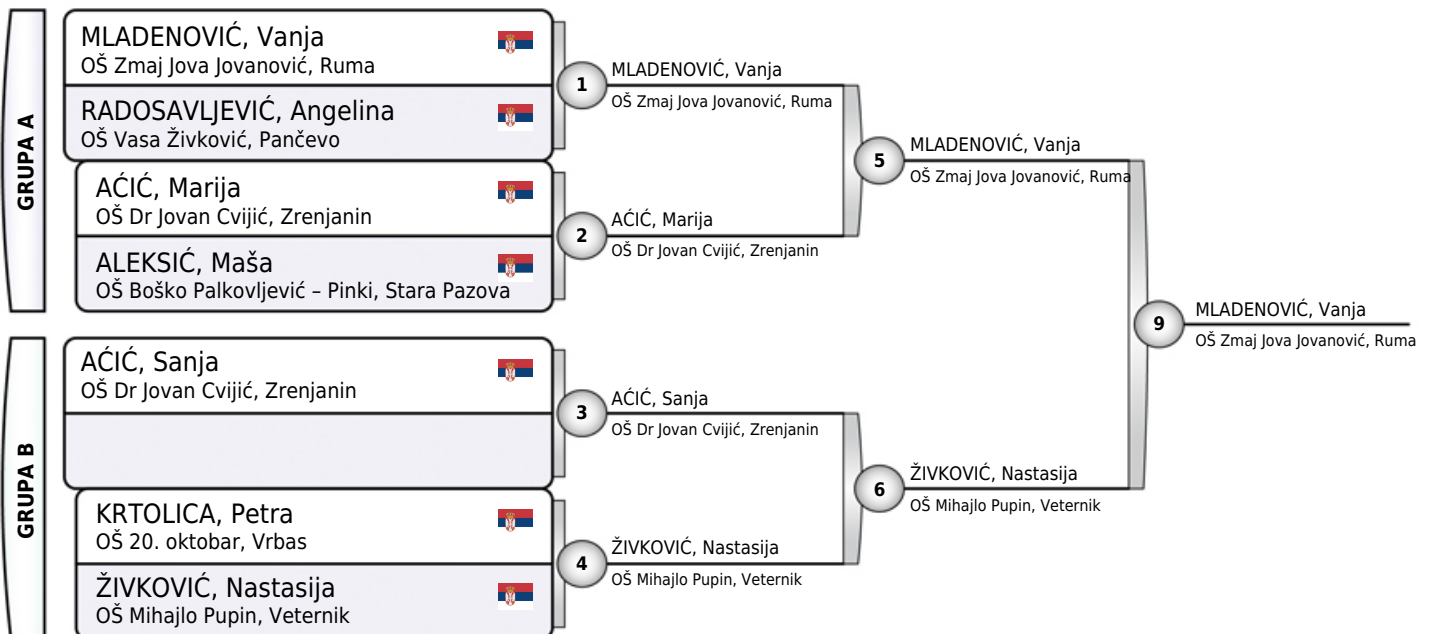 GRUPA A
MLADENOVIĆ, Vanja
OŠ Zmaj Jova Jovanović, Ruma
RADOSAVLJEVIĆ, Angelina
OŠ Vasa Živković, Pančevo
AĆIĆ, Marija
OŠ Dr Jovan Cvijić, Zrenjanin
ALEKSIĆ, Maša
OŠ Boško Palkovljević – Pinki, Stara Pazova
GRUPA B
AĆIĆ, Sanja
OŠ Dr Jovan Cvijić, Zrenjanin
KRTOLICA, Petra
OŠ 20. oktobar, Vrbas
ŽIVKOVIĆ, Nastasija
OŠ Mihajlo Pupin, Veternik
1
MLADENOVIĆ, Vanja
OŠ Zmaj Jova Jovanović, Ruma
2
AĆIĆ, Marija
OŠ Dr Jovan Cvijić, Zrenjanin
3
AĆIĆ, Sanja
OŠ Dr Jovan Cvijić, Zrenjanin
4
ŽIVKOVIĆ, Nastasija
OŠ Mihajlo Pupin, Veternik
5
MLADENOVIĆ, Vanja
OŠ Zmaj Jova Jovanović, Ruma
6
ŽIVKOVIĆ, Nastasija
OŠ Mihajlo Pupin, Veternik
9
MLADENOVIĆ, Vanja
OŠ Zmaj Jova Jovanović, Ruma